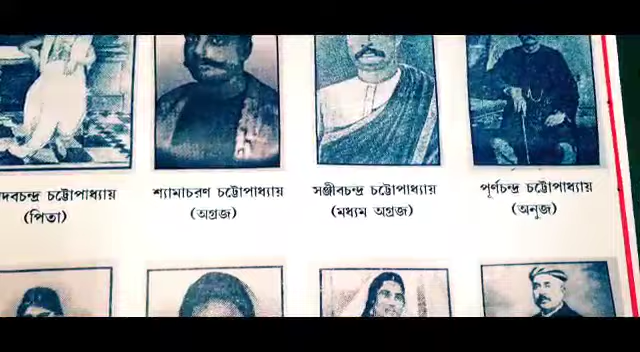 দবচন্দ্র চট্টোপাধ্যায়
(পিতা)
শ্যামাচরণ চট্টোপাধ্যায়
(অগ্রজ)
সঞ্জীবচন্দ্র চট্টোপাধ্যায়
(মধ্যম অগ্রজ)
পূর্ণচন্দ্র চট্টোপাধ্যায়
(অনুজ)